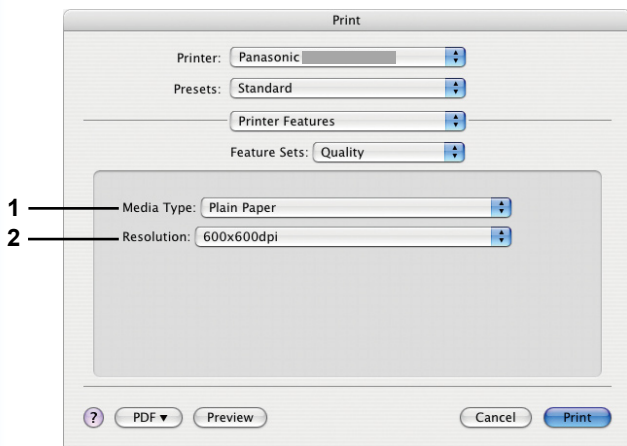 Print
Printer: Panasonic
Presets: Standard
Printer Features
Feature Sets: Quality
1 Media Type: Plain Paper
2 Resolution: 600x600dpi
? PDF ▼ Preview Cancel Print